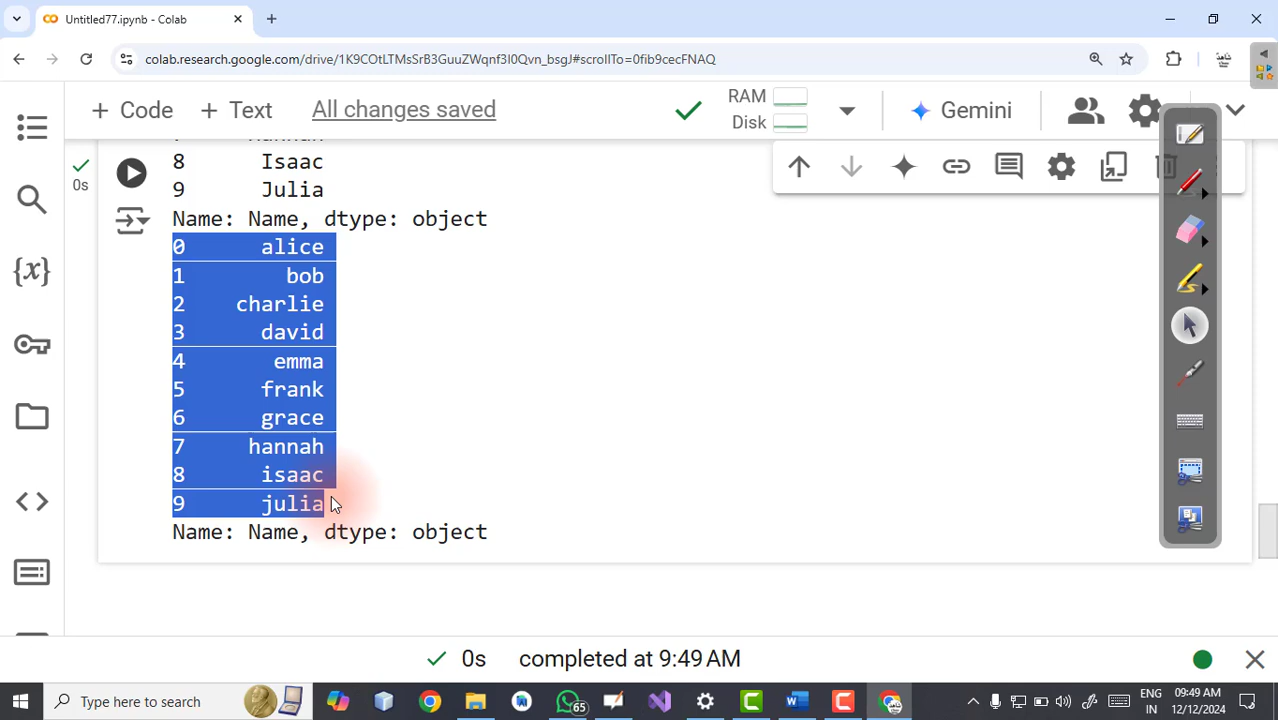 Untitled77.ipynb - Colab
colab.research.google.com/drive/1K9COtLTMsSrB3GuuZWqnf3I0Qvn_bsgJ#scrollTo=0fib9cecFNAQ
+ Code + Text All changes saved
RAM
Disk
Gemini
0s
8 Isaac
9 Julia
Name: Name, dtype: object
0 alice
1 bob
2 charlie
3 david
4 emma
5 frank
6 grace
7 hannah
8 isaac
9 julia
Name: Name, dtype: object
{x}
0s completed at 9:49 AM
Type here to search
65
ENG
IN
09:49 AM
12/12/2024